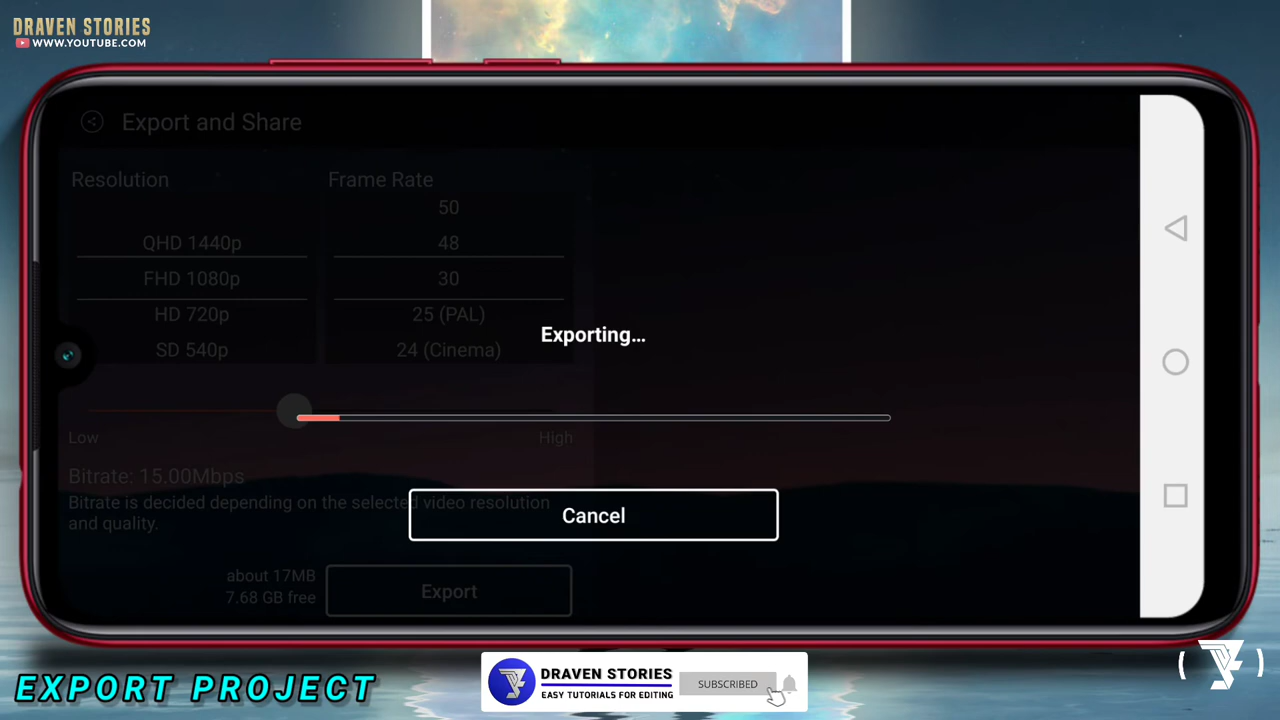 DRAVEN STORIES
WWW.YOUTUBE.COM
Export and Share
Resolution
Frame Rate
50
QHD 1440p
48
FHD 1080p
30
HD 720p
25 (PAL)
SD 540p
24 (Cinema)
Exporting...
Low
High
Bitrate: 15.00Mbps
Bitrate is decided depending on the selected video resolution
and quality.
Cancel
about 17MB
7.68 GB free
Export
EXPORT PROJECT
DRAVEN STORIES
EASY TUTORIALS FOR EDITING
SUBSCRIBED